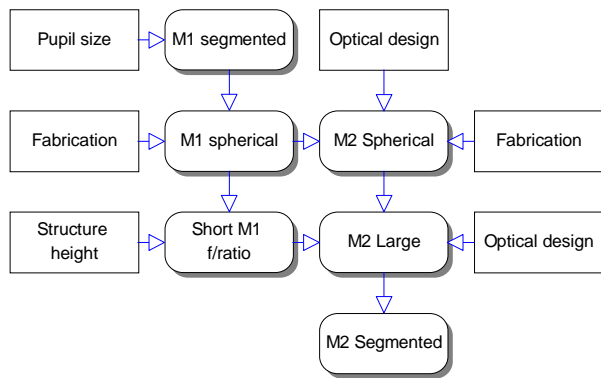 Pupil size
M1 segmented
Optical design
Fabrication
M1 spherical
M2 Spherical
Fabrication
Structure
height
Short M1
f/ratio
M2 Large
Optical design
M2 Segmented